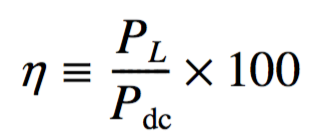 η ≡ P_L / P_dc × 100